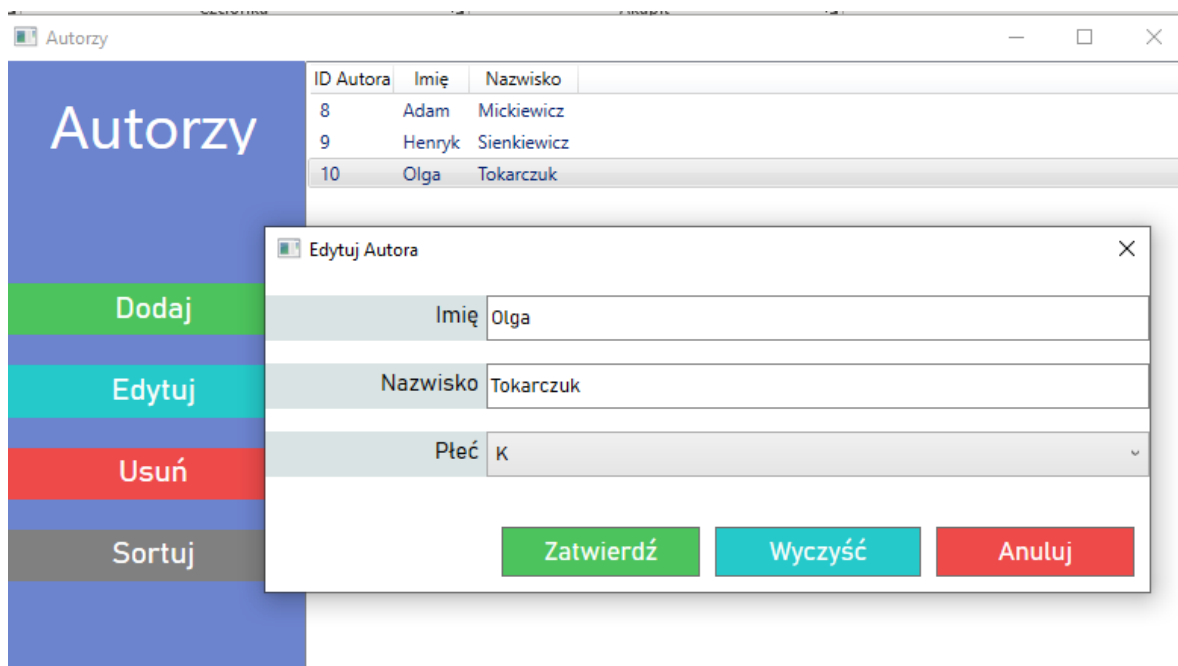 Autorzy
ID Autora Imię Nazwisko
Autorzy
8 Adam Mickiewicz
9 Henryk Sienkiewicz
10 Olga Tokarczuk
Edytuj Autora
Dodaj
Imię Olga
Edytuj
Nazwisko Tokarczuk
Płeć K
Usuń
Sortuj
Zatwierdź Wyczyść Anuluj